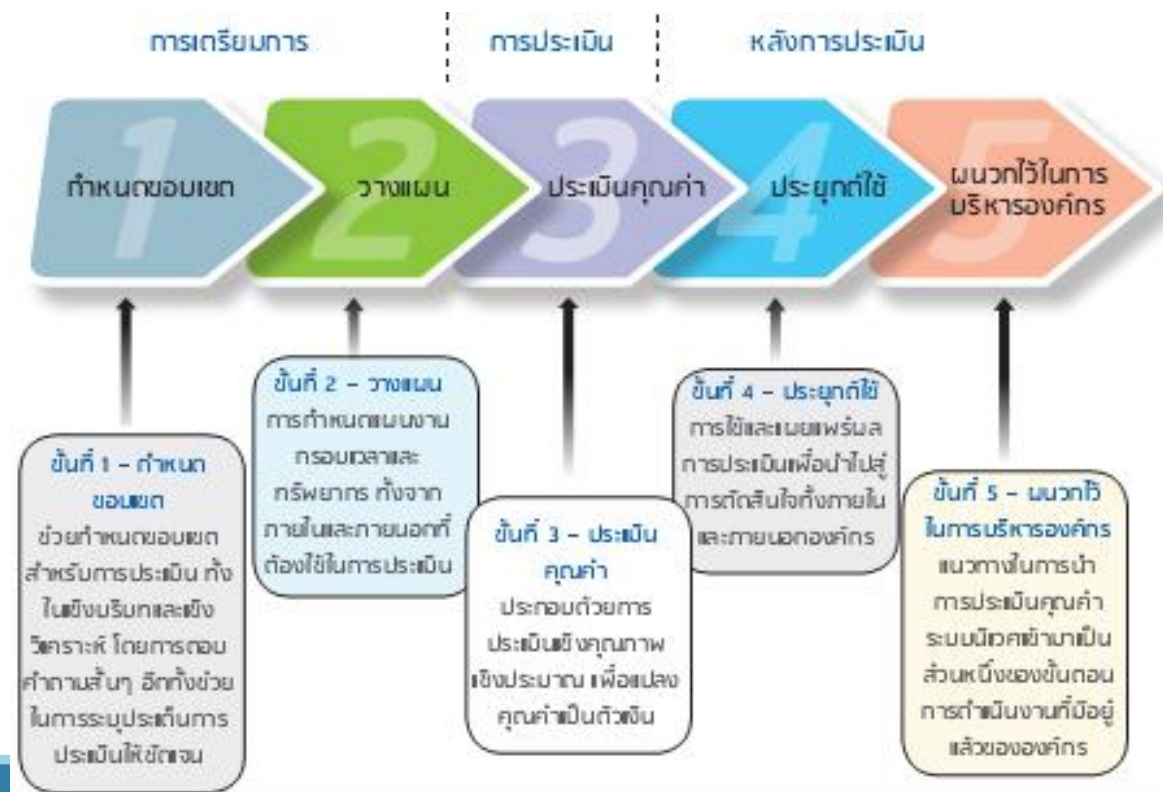 การเตรียมการ
การประเมิน
หลังการประเมิน
1
กำหนดขอบเขต
2
วางแผน
3
ประเมินคุณค่า
4
ประยุกต์ใช้
5
ผนวกไว้ในการ
บริหารองค์กร
ขั้นที่ 1 - กำหนด
ขอบเขต
ช่วยกำหนดขอบเขต
สำหรับการประเมิน ทั้ง
ในเชิงบริบทและเชิง
วิเคราะห์ โดยการตอบ
คำถามสั้นๆ อีกทั้งช่วย
ในการระบุประเด็นการ
ประเมินให้ชัดเจน
ขั้นที่ 2 - วางแผน
การกำหนดแผนงาน
กรอบเวลาและ
ทรัพยากร ทั้งจาก
ภายในและภายนอกที่
ต้องใช้ในการประเมิน
ขั้นที่ 3 - ประเมิน
คุณค่า
ประกอบด้วยการ
ประเมินเชิงคุณภาพ
เชิงปริมาณ เพื่อแปลง
คุณค่าเป็นตัวเงิน
ขั้นที่ 4 - ประยุกต์ใช้
การใช้และเผยแพร่ผล
การประเมินเพื่อนำไปสู่
การตัดสินใจทั้งภายใน
และภายนอกองค์กร
ขั้นที่ 5 - ผนวกไว้
ในการบริหารองค์กร
แนวทางในการนำ
การประเมินคุณค่า
ระบบนิเวศเข้ามาเป็น
ส่วนหนึ่งของขั้นตอน
การดำเนินงานที่มีอยู่
แล้วขององค์กร